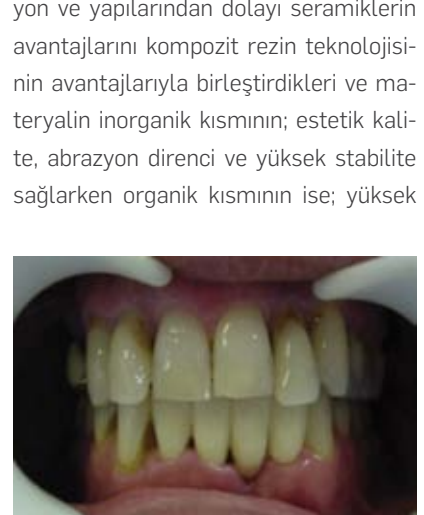 yon ve yapılarından dolayı seramiklerin
avantajlarını kompozit rezin teknolojisi-
nin avantajlarıyla birleştirdikleri ve ma-
teryalin inorganik kısmının; estetik kali-
te, abrazyon direnci ve yüksek stabilite
sağlarken organik kısmının ise; yüksek